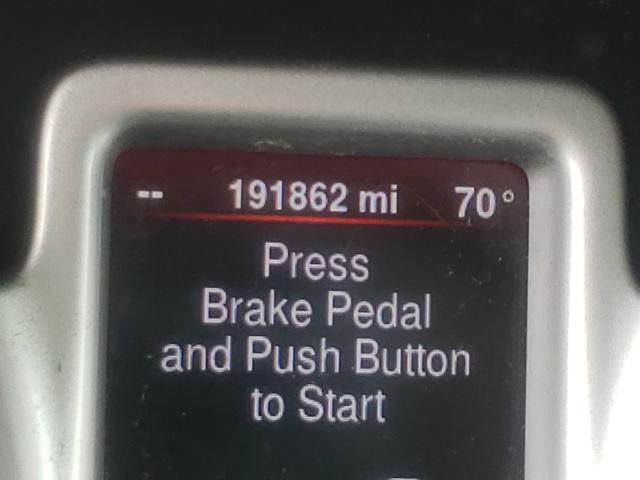 -- 191862 mi 70°
Press
Brake Pedal
and Push Button
to Start